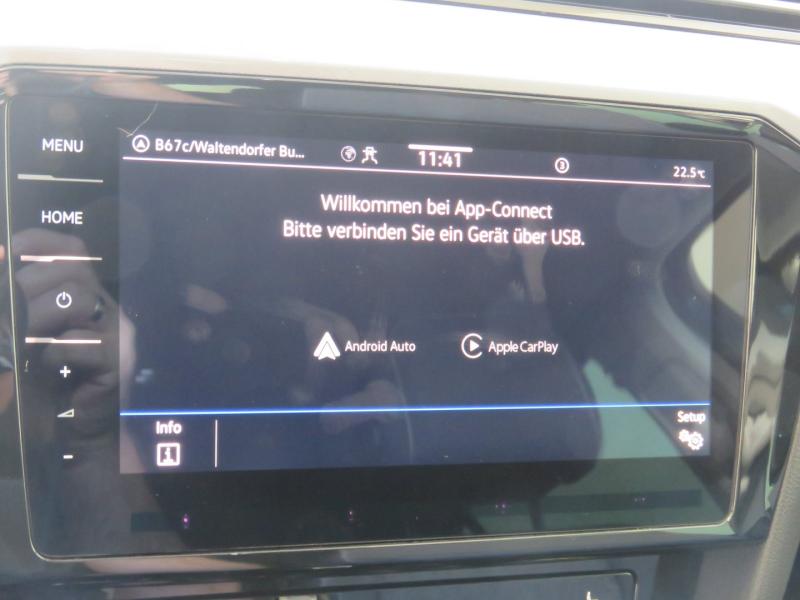 MENU
HOME
+
-
B67c/Waltendorfer Bu...
11:41
3
22.5°C
Willkommen bei App-Connect
Bitte verbinden Sie ein Gerät über USB.
Android Auto
Apple CarPlay
Info
Setup